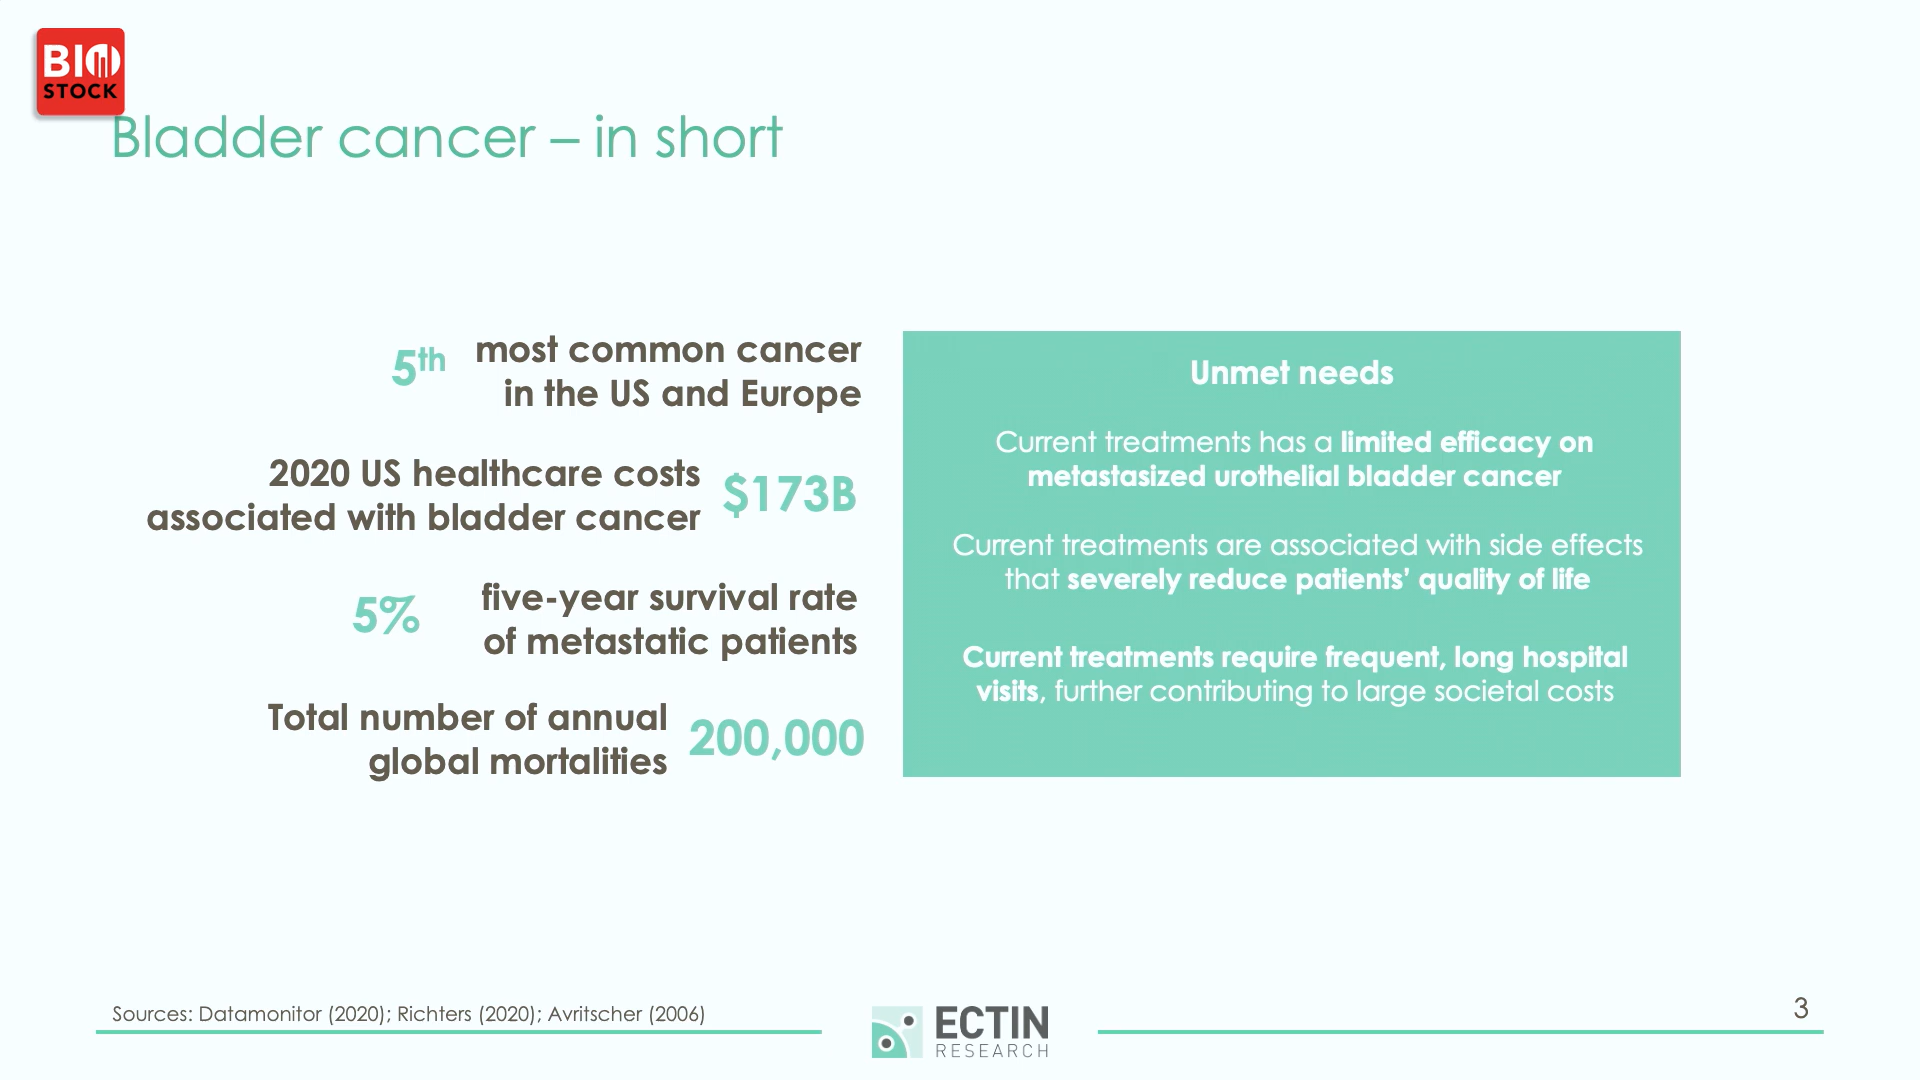 BIO
STOCK
Bladder cancer – in short
5th most common cancer
in the US and Europe
2020 US healthcare costs
associated with bladder cancer $173B
5% five-year survival rate
of metastatic patients
Total number of annual
global mortalities 200,000
Unmet needs
Current treatments has a limited efficacy on
metastasized urothelial bladder cancer
Current treatments are associated with side effects
that severely reduce patients’ quality of life
Current treatments require frequent, long hospital
visits, further contributing to large societal costs
Sources: Datamonitor (2020); Richters (2020); Avritscher (2006)
ECTIN
RESEARCH
3